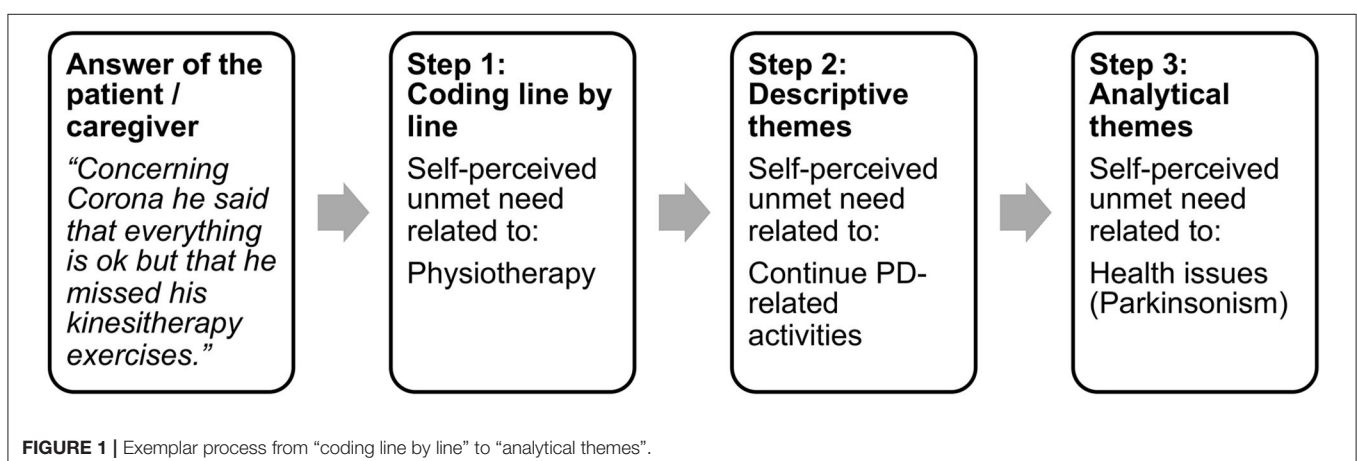 Answer of the
patient /
caregiver
“Concerning
Corona he said
that everything
is ok but that he
missed his
kinesitherapy
exercises.”
Step 1:
Coding line by
line
Self-perceived
unmet need
related to:
Physiotherapy
Step 2:
Descriptive
themes
Self-perceived
unmet need
related to:
Continue PD-
related
activities
Step 3:
Analytical
themes
Self-perceived
unmet need
related to:
Health issues
(Parkinsonism)
FIGURE 1 | Exemplar process from “coding line by line” to “analytical themes”.